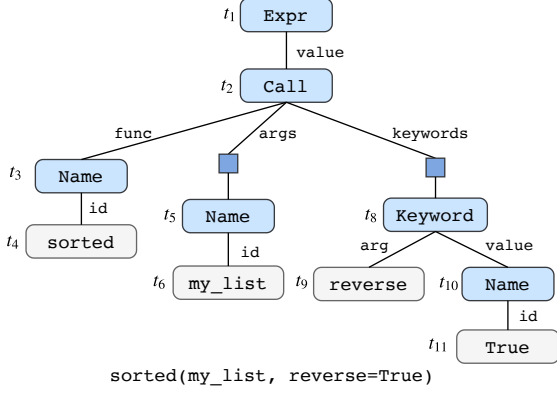 t1 Expr
value
t2 Call
func args keywords
t3 Name
t5 Name
t8 Keyword
id
id
arg value
t4 sorted
t6 my_list
t9 reverse
t10 Name
id
t11 True
sorted(my_list, reverse=True)